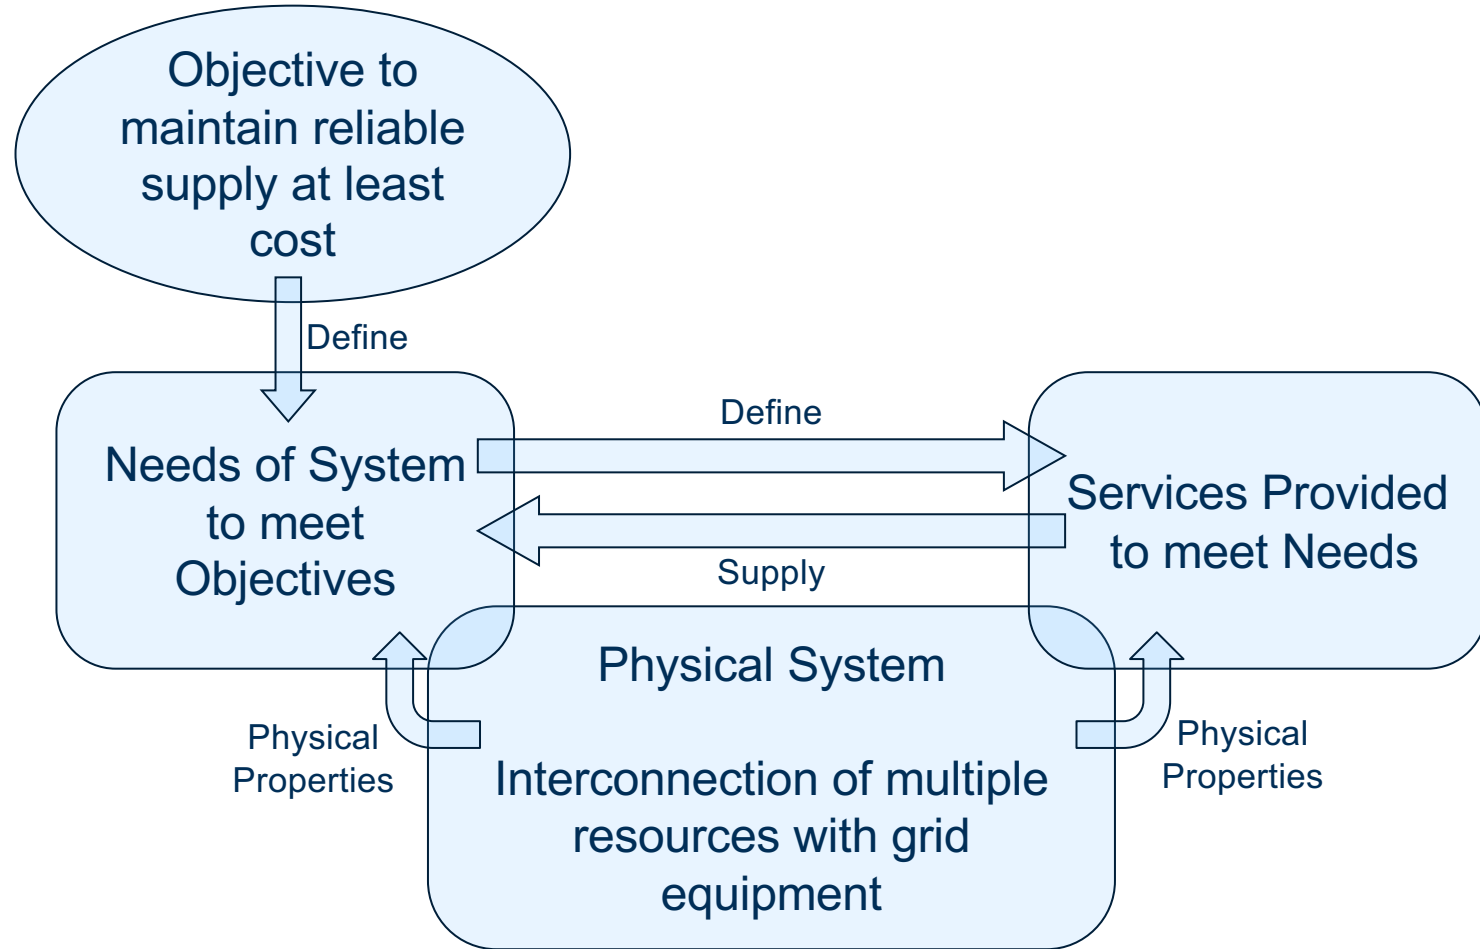 Objective to
maintain reliable
supply at least
cost
Define
Needs of System
to meet
Objectives
Define
Supply
Services Provided
to meet Needs
Physical System
Interconnection of multiple
resources with grid
equipment
Physical
Properties
Physical
Properties